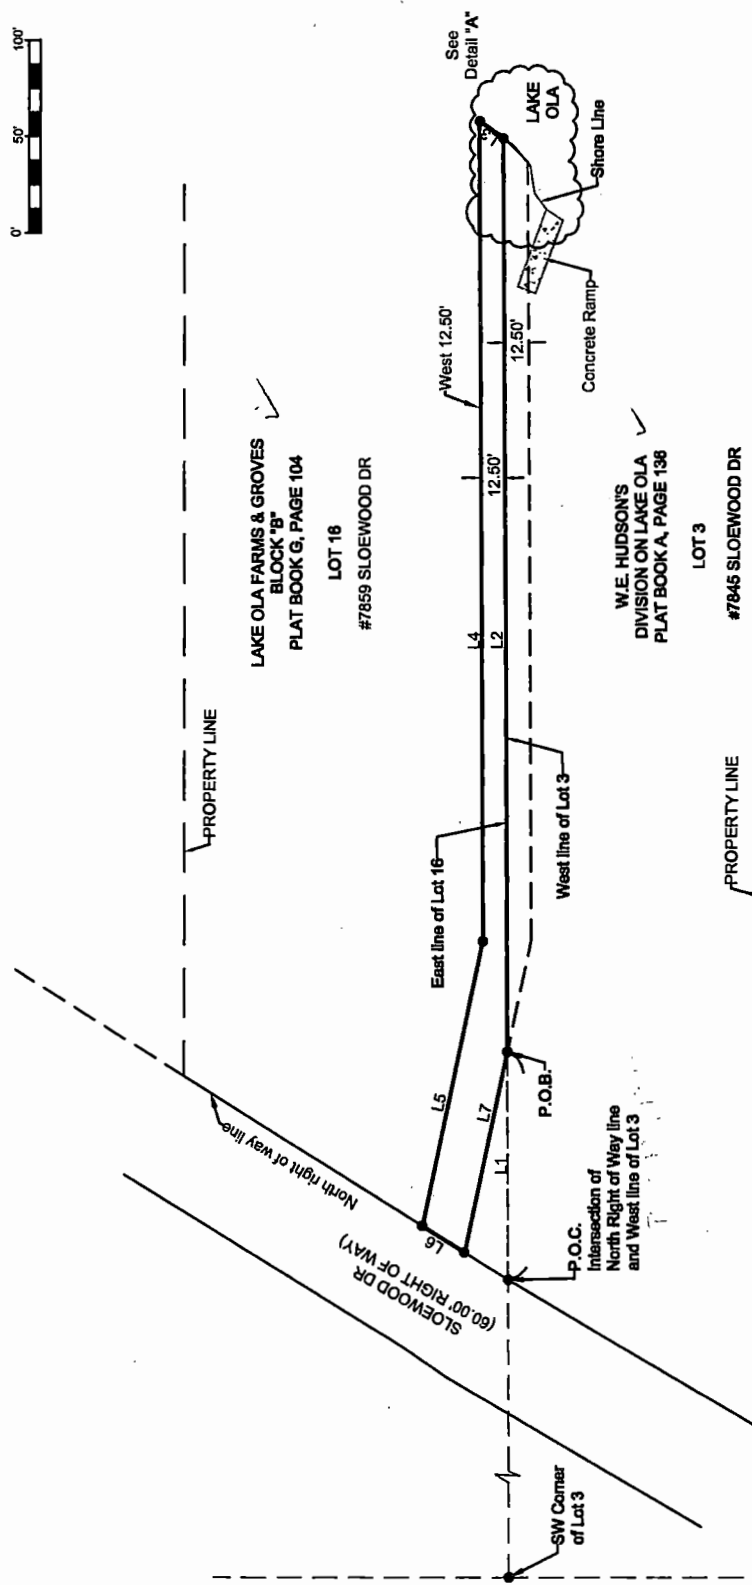 0'
50'
100'
See
Detail "A"
LAKE
OLA
Shore Line
Concrete Ramp
West 12.50'
12.50'
12.50'
LAKE OLA FARMS & GROVES
BLOCK "B"
PLAT BOOK G, PAGE 104
LOT 16
#7859 SLOEWOOD DR
W.E. HUDSON'S
DIVISION ON LAKE OLA
PLAT BOOK A, PAGE 136
LOT 3
#7845 SLOEWOOD DR
L4
L2
PROPERTY LINE
East line of Lot 16
West line of Lot 3
PROPERTY LINE
L5
L7
L1
L6
P.O.B.
North right of way line
SLOEWOOD DR
(60.00' RIGHT OF WAY)
P.O.C.
Intersection of
North Right of Way line
and West line of Lot 3
SW Corner
of Lot 3